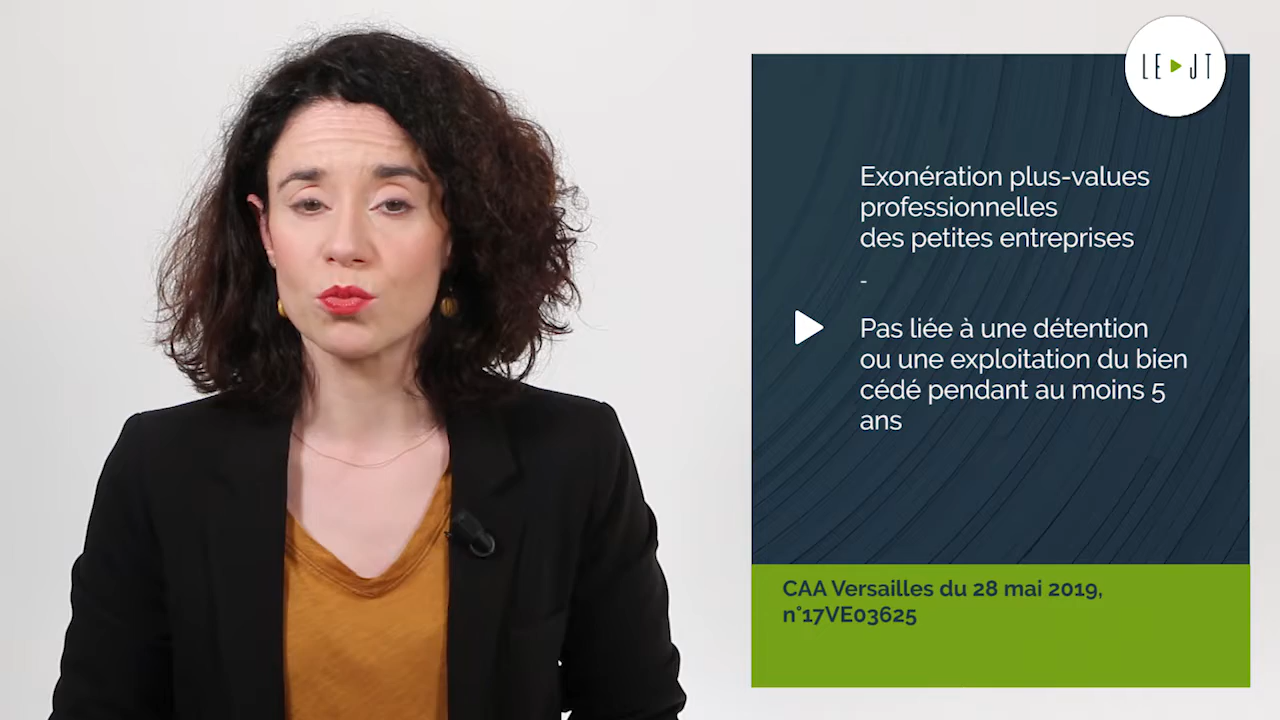 LE JT
Exonération plus-values
professionnelles
des petites entreprises
-
Pas liée à une détention
ou une exploitation du bien
cédé pendant au moins 5
ans
CAA Versailles du 28 mai 2019,
n°17VE03625